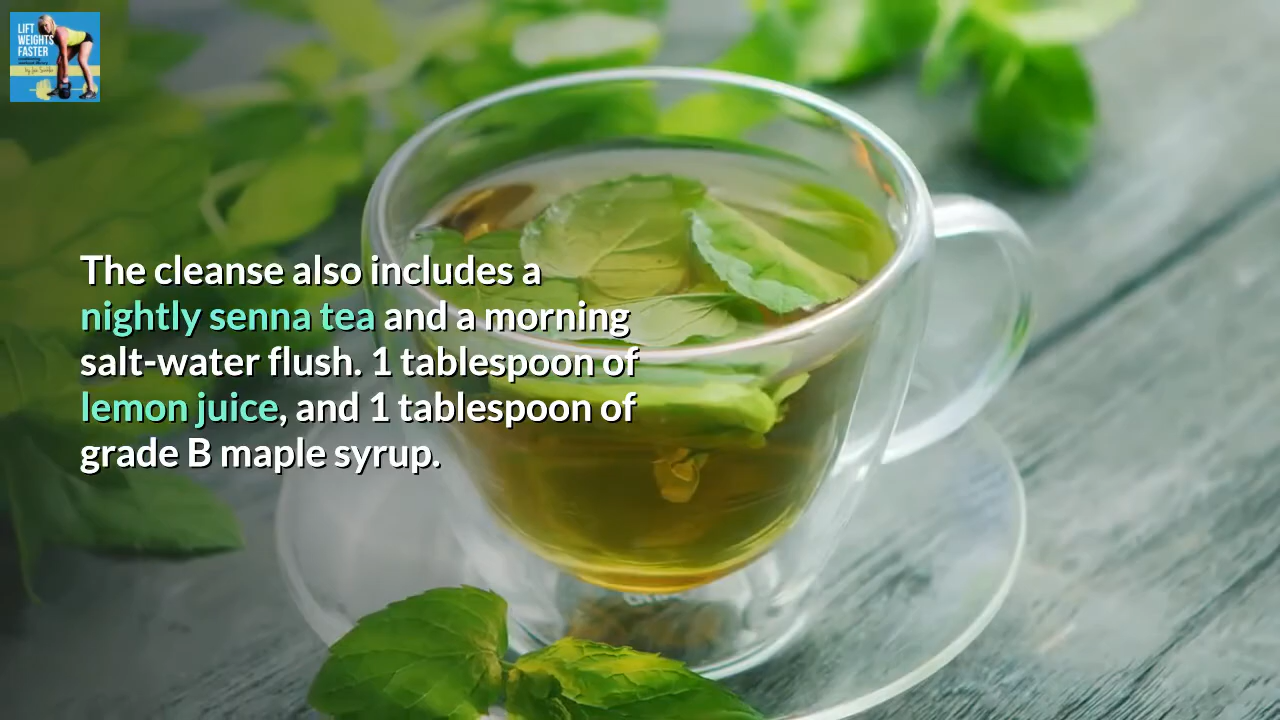 LIFT
WEIGHTS
FASTER
The cleanse also includes a
nightly senna tea and a morning
salt-water flush. 1 tablespoon of
lemon juice, and 1 tablespoon of
grade B maple syrup.